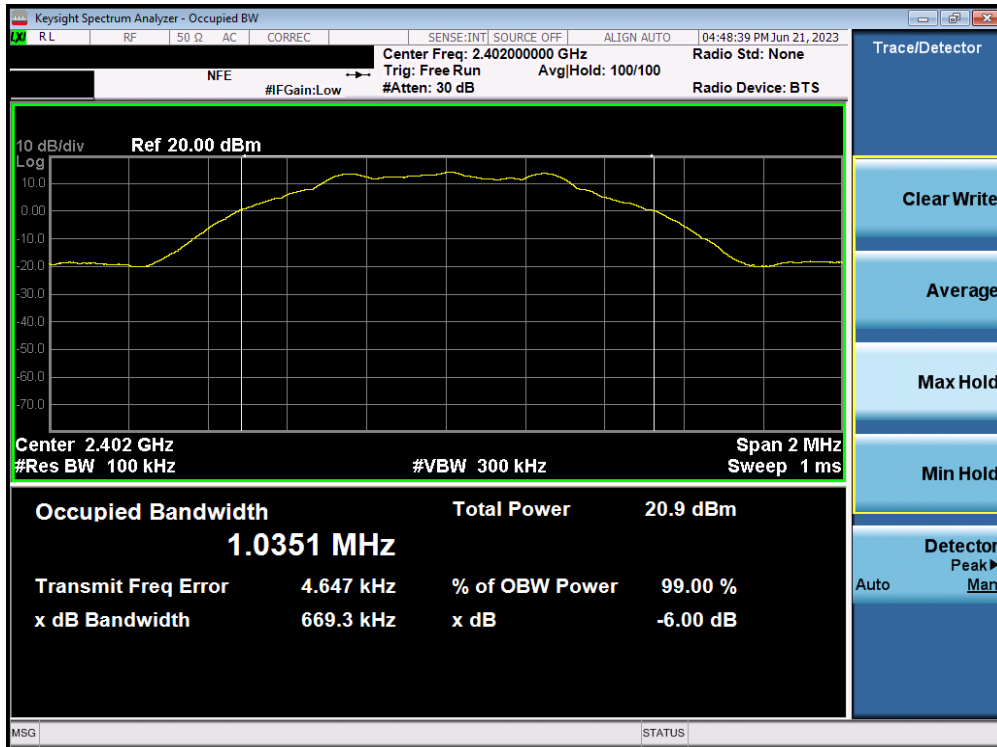 Keysight Spectrum Analyzer - Occupied BW
LXI RL RF 50 Ω AC CORREC SENSE:INT SOURCE OFF ALIGN AUTO 04:48:39 PM Jun 21, 2023
Center Freq: 2.402000000 GHz Radio Std: None
NFE Trig: Free Run Avg|Hold: 100/100
#IFGain:Low #Atten: 30 dB Radio Device: BTS
Trace/Detector
10 dB/div Ref 20.00 dBm
Log
10.0
0.00
-10.0
-20.0
-30.0
-40.0
-50.0
-60.0
-70.0
Center 2.402 GHz Span 2 MHz
#Res BW 100 kHz #VBW 300 kHz Sweep 1 ms
Occupied Bandwidth Total Power 20.9 dBm
1.0351 MHz
Transmit Freq Error 4.647 kHz % of OBW Power 99.00 %
x dB Bandwidth 669.3 kHz x dB -6.00 dB
Clear Write
Average
Max Hold
Min Hold
Detector
Peak▶
Auto Man
MSG STATUS